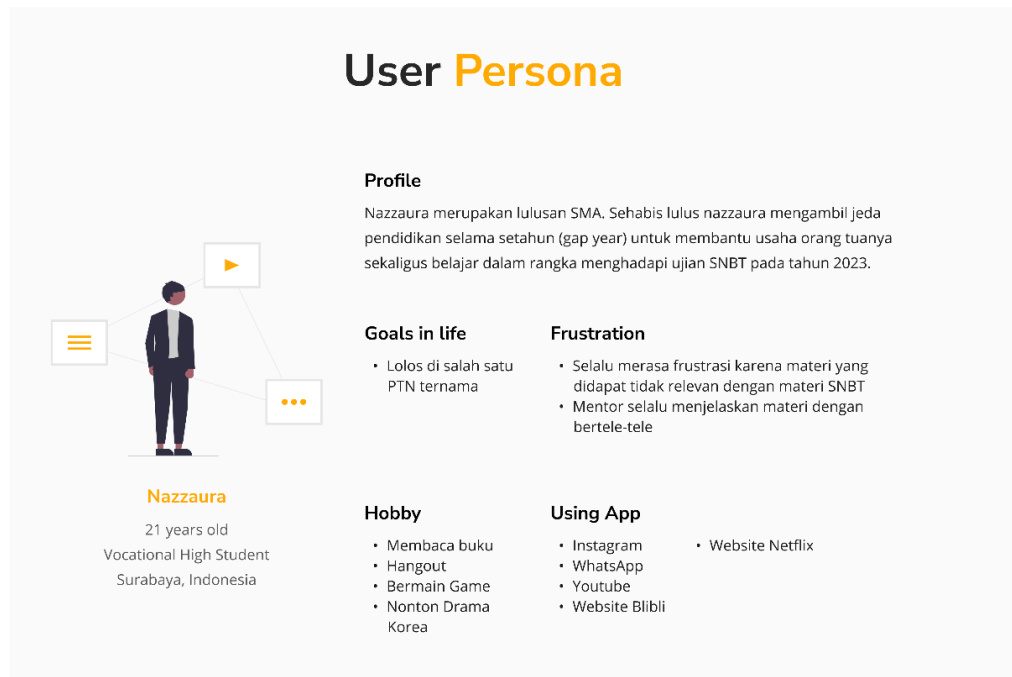 User Persona
Profile
Nazzaura merupakan lulusan SMA. Sehabis lulus nazzaura mengambil jeda
pendidikan selama setahun (gap year) untuk membantu usaha orang tuanya
sekaligus belajar dalam rangka menghadapi ujian SNBT pada tahun 2023.
Goals in life
• Lolos di salah satu
PTN ternama
Frustration
• Selalu merasa frustrasi karena materi yang
didapat tidak relevan dengan materi SNBT
• Mentor selalu menjelaskan materi dengan
bertele-tele
Nazzaura
21 years old
Vocational High Student
Surabaya, Indonesia
Hobby
• Membaca buku
• Hangout
• Bermain Game
• Nonton Drama
Korea
Using App
• Instagram
• WhatsApp
• Youtube
• Website Blibli
• Website Netflix